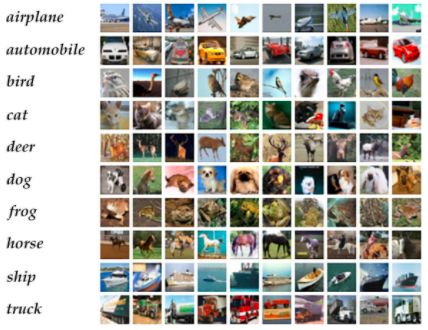 airplane
automobile
bird
cat
deer
dog
frog
horse
ship
truck